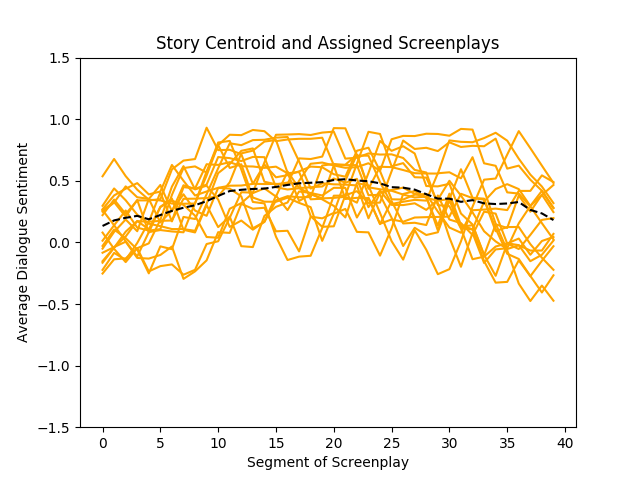 Story Centroid and Assigned Screenplays
1.5
1.0
0.5
0.0
−0.5
−1.0
−1.5
Average Dialogue Sentiment
0 5 10 15 20 25 30 35 40
Segment of Screenplay